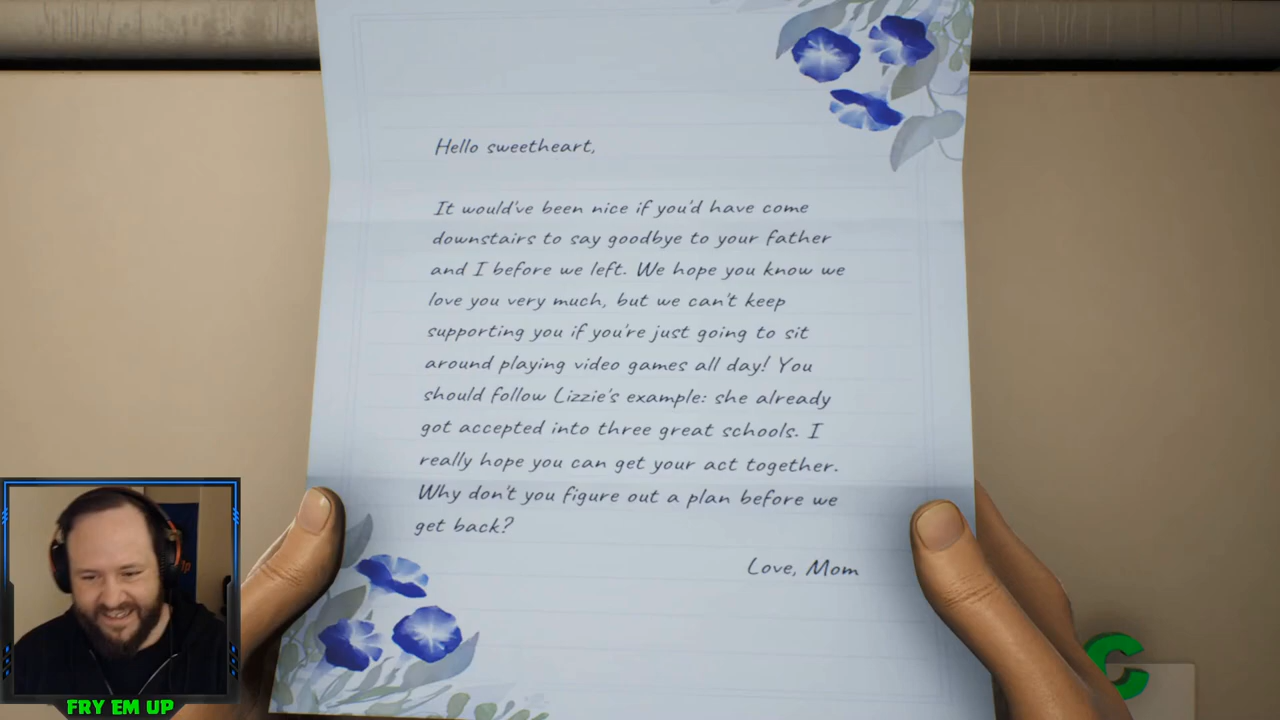 Hello sweetheart,
It would've been nice if you'd have come
downstairs to say goodbye to your father
and I before we left. We hope you know we
love you very much, but we can't keep
supporting you if you're just going to sit
around playing video games all day! You
should follow Lizzie's example: she already
got accepted into three great schools. I
really hope you can get your act together.
Why don't you figure out a plan before we
get back?
Love, Mom
C
FRY EM UP